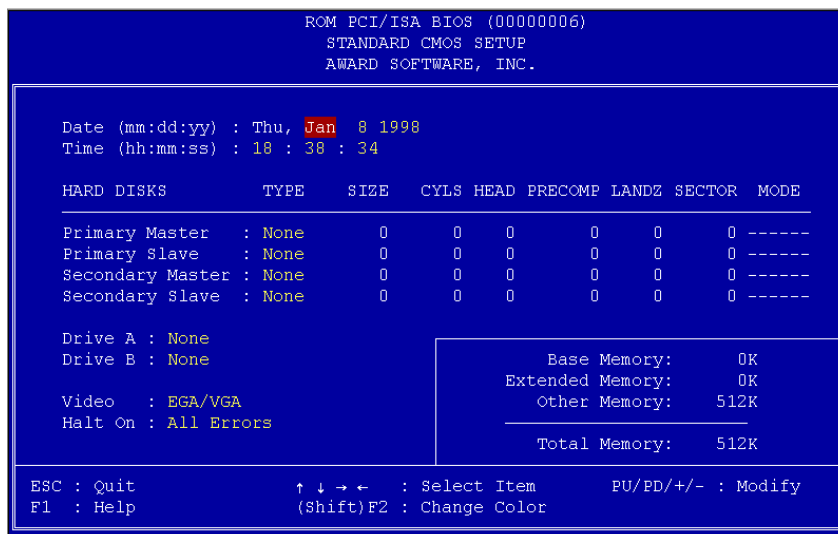 ROM PCI/ISA BIOS (00000006)
STANDARD CMOS SETUP
AWARD SOFTWARE, INC.
Date (mm:dd:yy) : Thu, Jan 8 1998
Time (hh:mm:ss) : 18 : 38 : 34
HARD DISKS TYPE SIZE CYLS HEAD PRECOMP LANDZ SECTOR MODE
Primary Master : None 0 0 0 0 0 0 ------
Primary Slave : None 0 0 0 0 0 0 ------
Secondary Master : None 0 0 0 0 0 0 ------
Secondary Slave : None 0 0 0 0 0 0 ------
Drive A : None
Drive B : None
Video : EGA/VGA
Halt On : All Errors
Base Memory: 0K
Extended Memory: 0K
Other Memory: 512K
Total Memory: 512K
ESC : Quit ↑ ↓ → ← : Select Item PU/PD/+/- : Modify
F1 : Help (Shift)F2 : Change Color